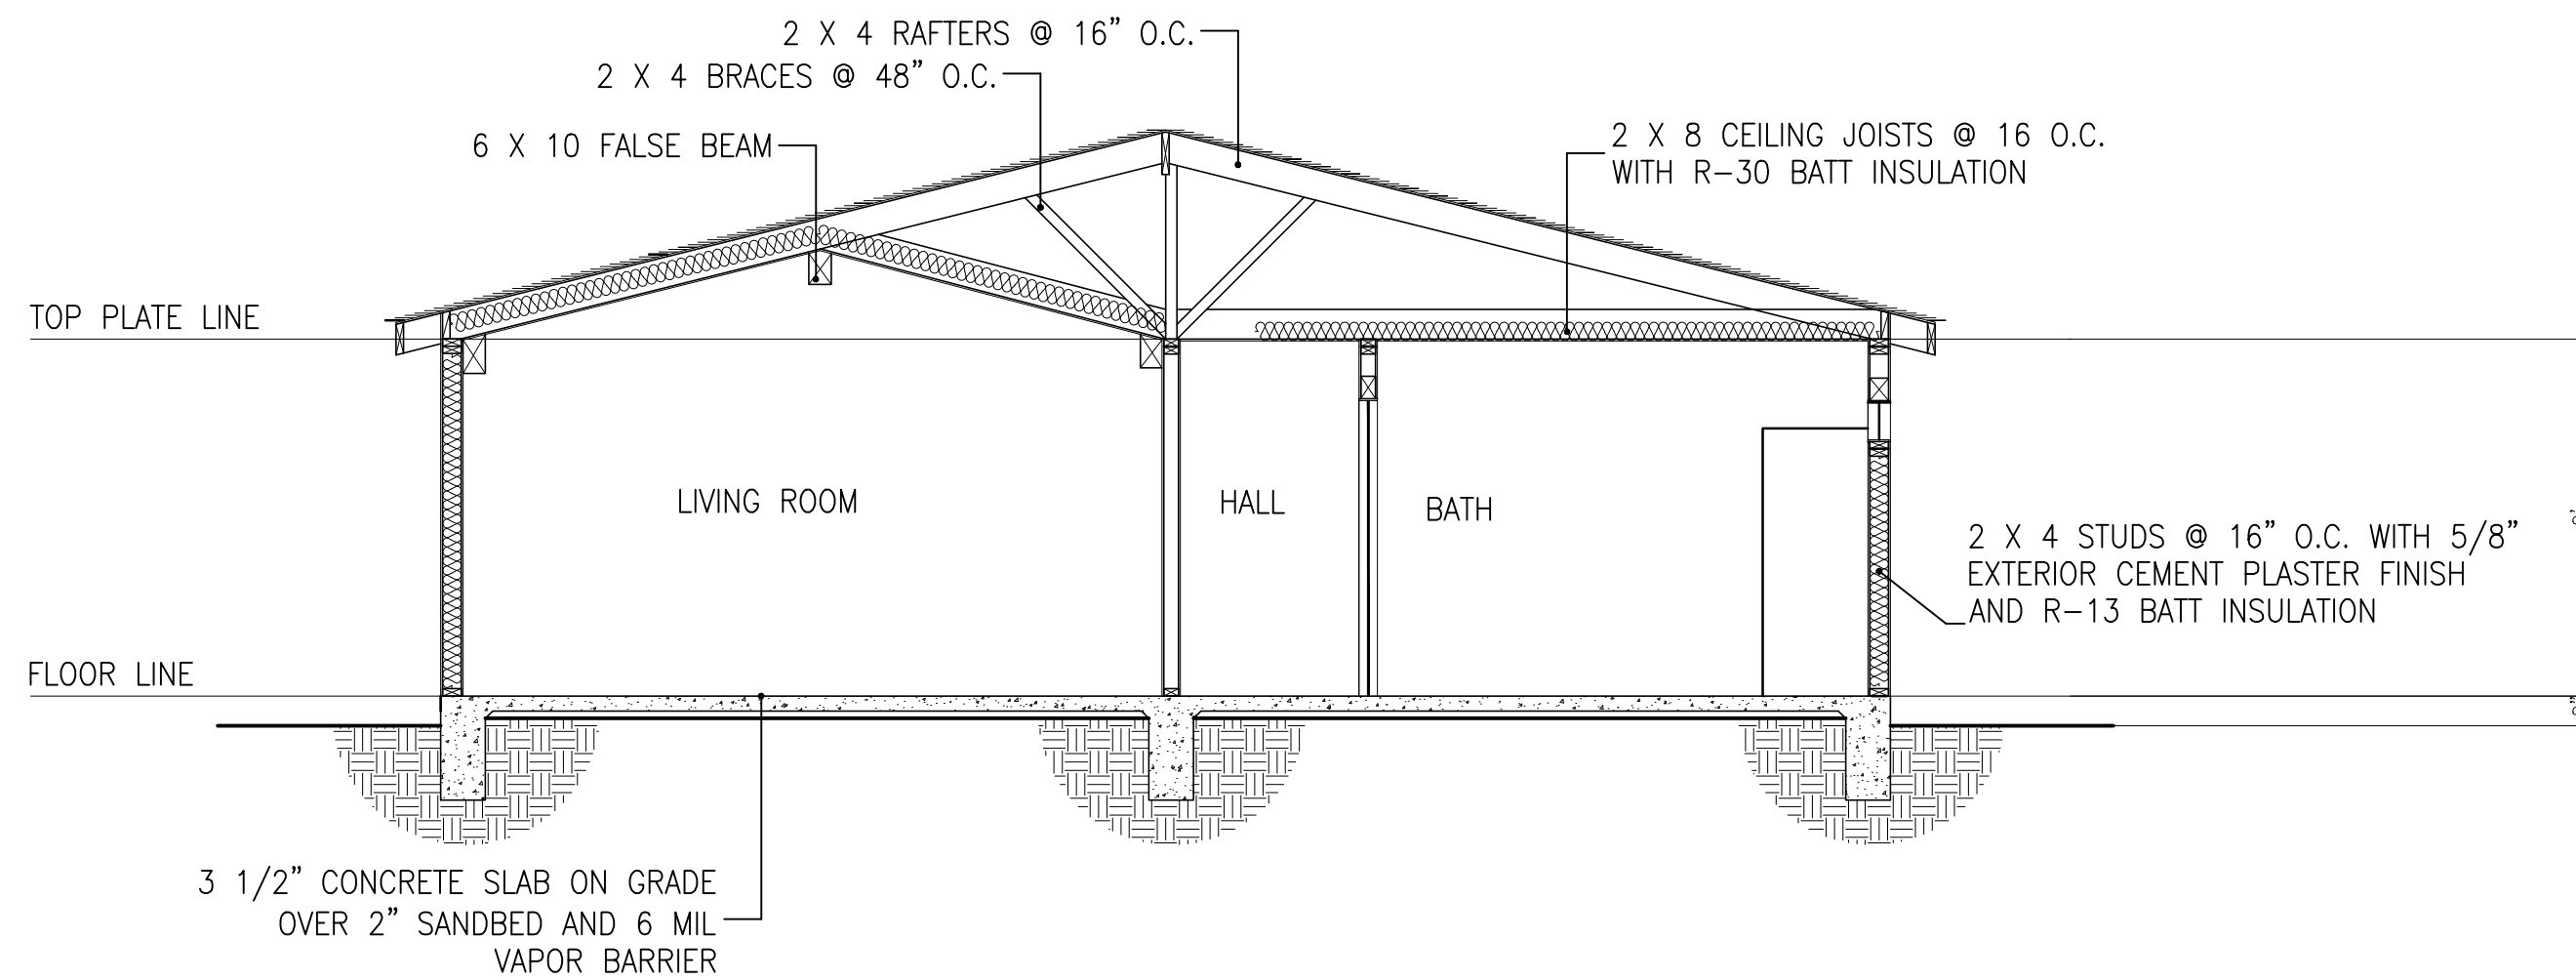 2 X 4 RAFTERS @ 16” O.C.
2 X 4 BRACES @ 48” O.C.
6 X 10 FALSE BEAM
2 X 8 CEILING JOISTS @ 16 O.C.
WITH R-30 BATT INSULATION
TOP PLATE LINE
LIVING ROOM
HALL
BATH
2 X 4 STUDS @ 16” O.C. WITH 5/8”
EXTERIOR CEMENT PLASTER FINISH
AND R-13 BATT INSULATION
FLOOR LINE
3 1/2” CONCRETE SLAB ON GRADE
OVER 2” SANDBED AND 6 MIL
VAPOR BARRIER